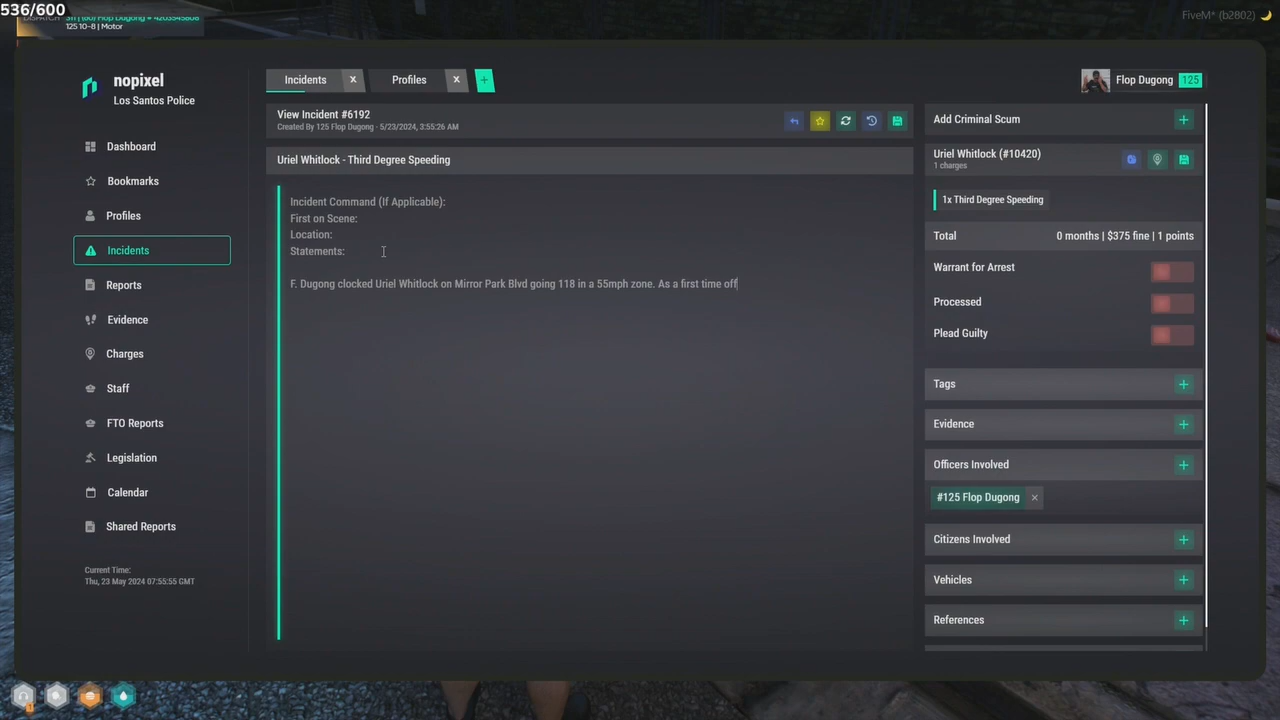 536/600
311 | (60) Flop Dugong # 4203545808
125 10-8 | Motor
FiveM* (b2802)
nopixel
Los Santos Police
Dashboard
Bookmarks
Profiles
Incidents
Reports
Evidence
Charges
Staff
FTO Reports
Legislation
Calendar
Shared Reports
Current Time:
Thu, 23 May 2024 07:55:55 GMT
Incidents x Profiles x +
View Incident #6192
Created By 125 Flop Dugong - 5/23/2024, 3:55:26 AM
Uriel Whitlock - Third Degree Speeding
Incident Command (If Applicable):
First on Scene:
Location:
Statements:
F. Dugong clocked Uriel Whitlock on Mirror Park Blvd going 118 in a 55mph zone. As a first time off
Flop Dugong 125
Add Criminal Scum
Uriel Whitlock (#10420)
1 charges
1x Third Degree Speeding
Total 0 months | $375 fine | 1 points
Warrant for Arrest
Processed
Plead Guilty
Tags
Evidence
Officers Involved
#125 Flop Dugong x
Citizens Involved
Vehicles
References